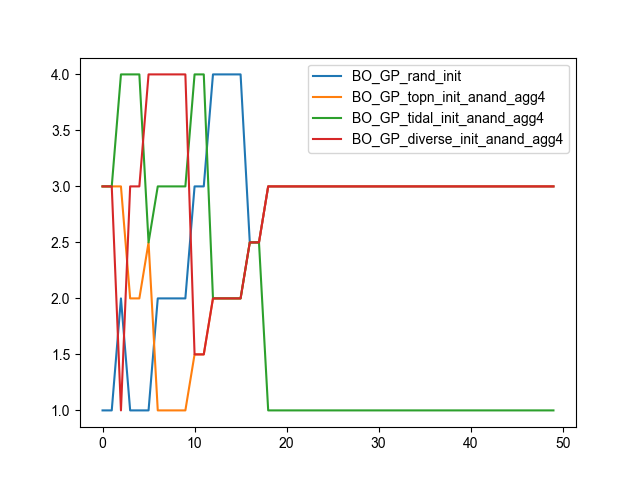 BO_GP_rand_init
BO_GP_topn_init_anand_agg4
BO_GP_tidal_init_anand_agg4
BO_GP_diverse_init_anand_agg4
4.0
3.5
3.0
2.5
2.0
1.5
1.0
0 10 20 30 40 50